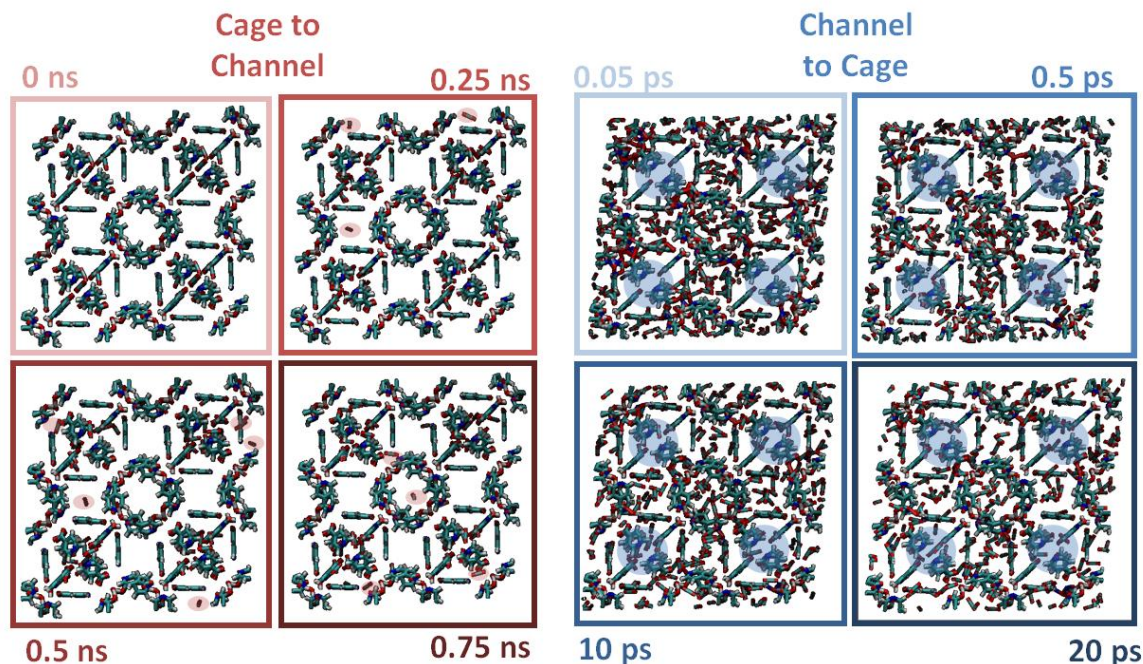 Cage to
Channel
0 ns
0.25 ns
0.5 ns
0.75 ns
Channel
to Cage
0.05 ps
0.5 ps
10 ps
20 ps